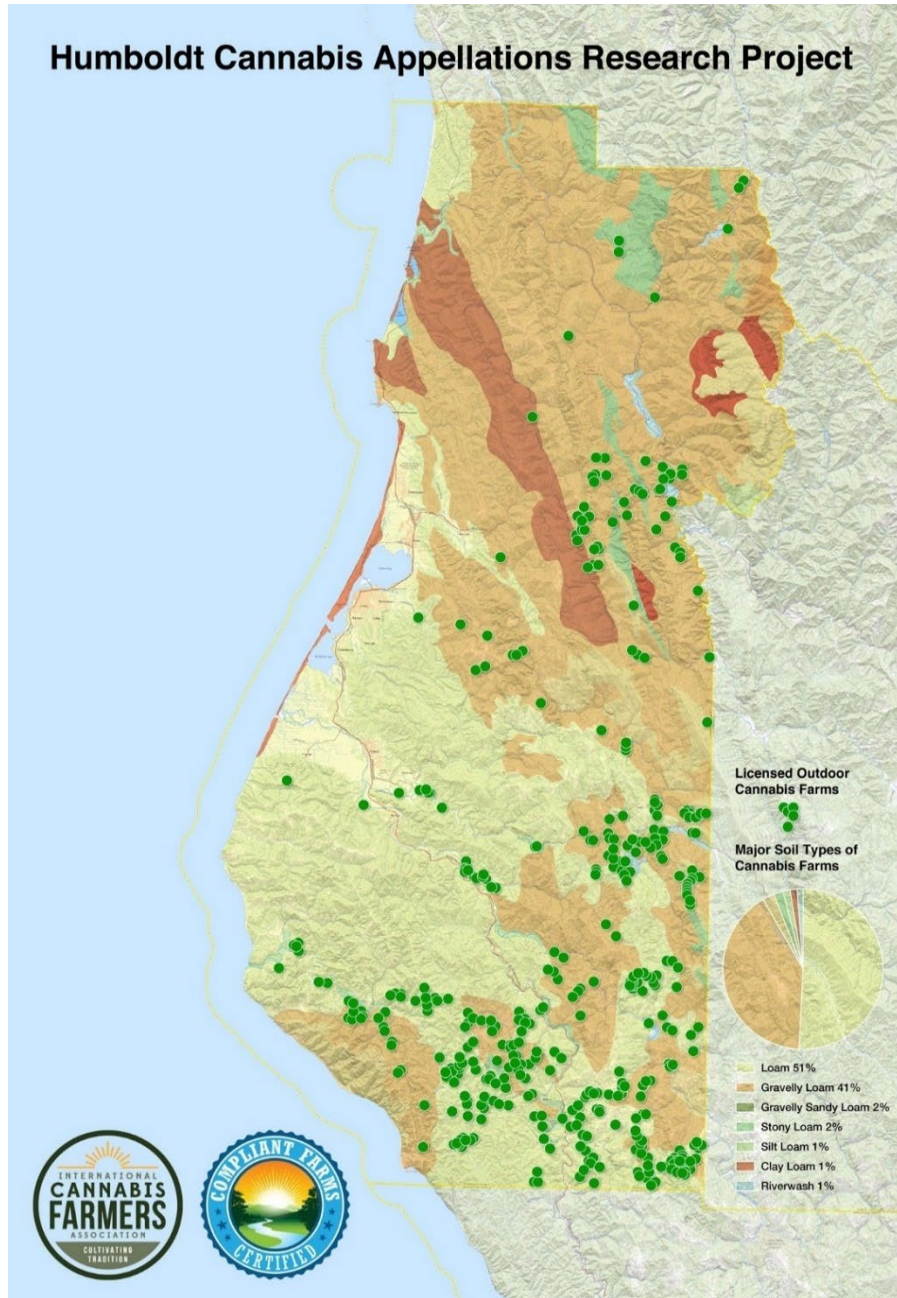 Humboldt Cannabis Appellations Research Project
Licensed Outdoor
Cannabis Farms
Major Soil Types of
Cannabis Farms
Loam 51%
Gravelly Loam 41%
Gravelly Sandy Loam 2%
Stony Loam 2%
Silt Loam 1%
Clay Loam 1%
Riverwash 1%
INTERNATIONAL
CANNABIS
FARMERS
ASSOCIATION
CULTIVATING
TRADITION
COMPLIANT FARMS
CERTIFIED